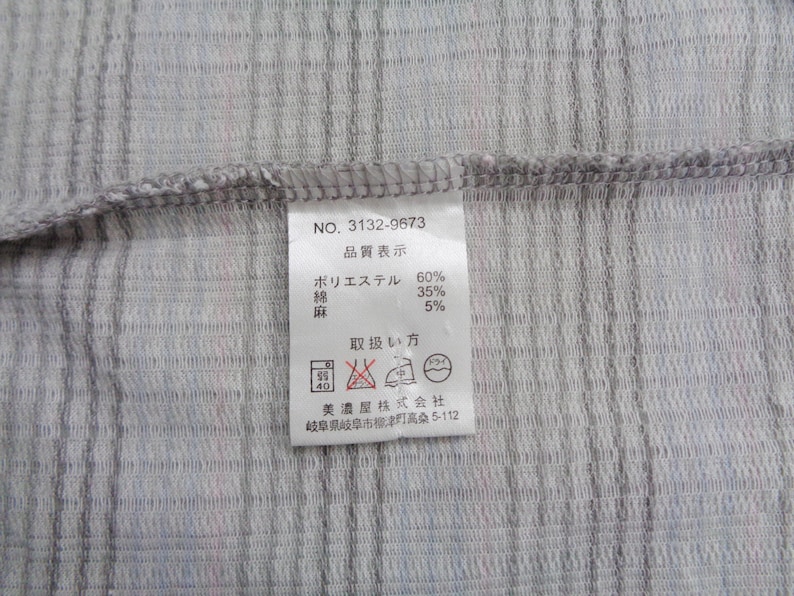 NO. 3132-9673
品質表示
ポリエステル 60%
綿 35%
麻 5%
取扱い方
弱 40 中 ドライ
美濃屋株式会社
岐阜県岐阜市柳津町高桑5-112